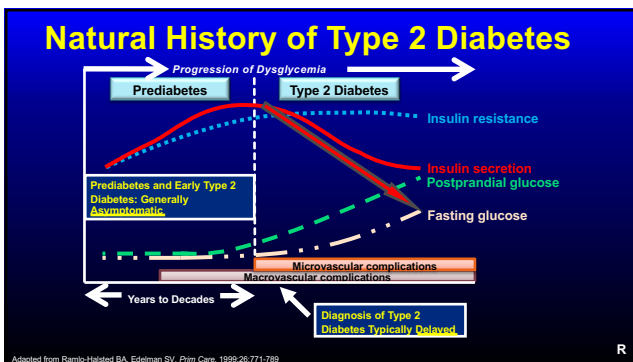 Natural History of Type 2 Diabetes
Progression of Dysglycemia
Prediabetes
Type 2 Diabetes
Insulin resistance
Insulin secretion
Postprandial glucose
Prediabetes and Early Type 2
Diabetes: Generally
Asymptomatic
Fasting glucose
Microvascular complications
Macrovascular complications
Years to Decades
Diagnosis of Type 2
Diabetes Typically Delayed
Adapted from Ramlo-Halsted BA, Edelman SV. Prim Care. 1999;26:771-789
R